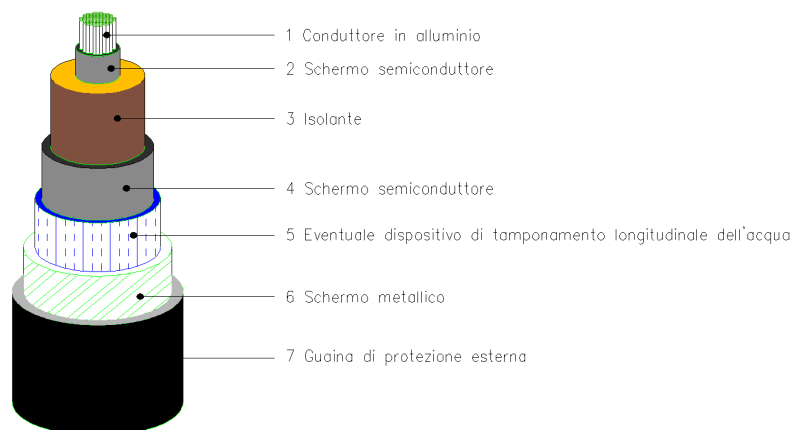 1 Conduttore in alluminio
2 Schermo semiconduttore
3 Isolante
4 Schermo semiconduttore
5 Eventuale dispositivo di tamponamento longitudinale dell'acqua
6 Schermo metallico
7 Guaina di protezione esterna